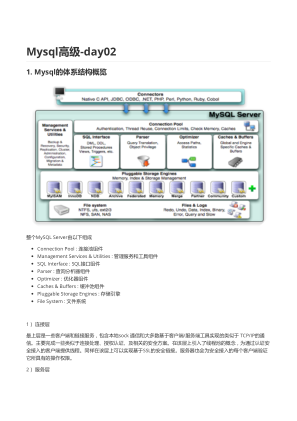 Mysql高级-day02
1. Mysql的体系结构概览
Connectors
Native C API, JDBC, ODBC, .NET, PHP, Perl, Python, Ruby, Cobol
MySQL Server
Management Services & Utilities
Connection Pool
Authentication, Thread Reuse, Connection Limits, Check Memory, Caches
SQL Interface
DML, DDL, Stored Procedures Views, Triggers, etc.
Parser
Query Translation, Object Privilege
Optimizer
Access Paths, Statistics
Caches & Buffers
Global and Engine Specific Caches & Buffers
Pluggable Storage Engines
Memory, Index & Storage Management
MyISAM
InnoDB
NDB
Archive
Federated
Memory
Merge
Partner
Community
Custom
File system
NTFS, ufs, ext2/3
NFS, SAN, NAS
Files & Logs
Redo, Undo, Data, Index, Binary,
Error, Query and Slow
整个MySQL Server由以下组成
Connection Pool : 连接池组件
Management Services & Utilities : 管理服务和工具组件
SQL Interface : SQL接口组件
Parser : 查询分析器组件
Optimizer : 优化器组件
Caches & Buffers : 缓冲池组件
Pluggable Storage Engines : 存储引擎
File System : 文件系统
1）连接层
最上层是一些客户端和链接服务，包含本地sock 通信和大多数基于客户端/服务端工具实现的类似于 TCP/IP的通信。主要完成一些类似于连接处理、授权认证、及相关的安全方案。在该层上引入了线程池的概念，为通过认证安全接入的客户端提供线程。同样在该层上可以实现基于SSL的安全链接。服务器也会为安全接入的每个客户端验证它所具有的操作权限。
2）服务层